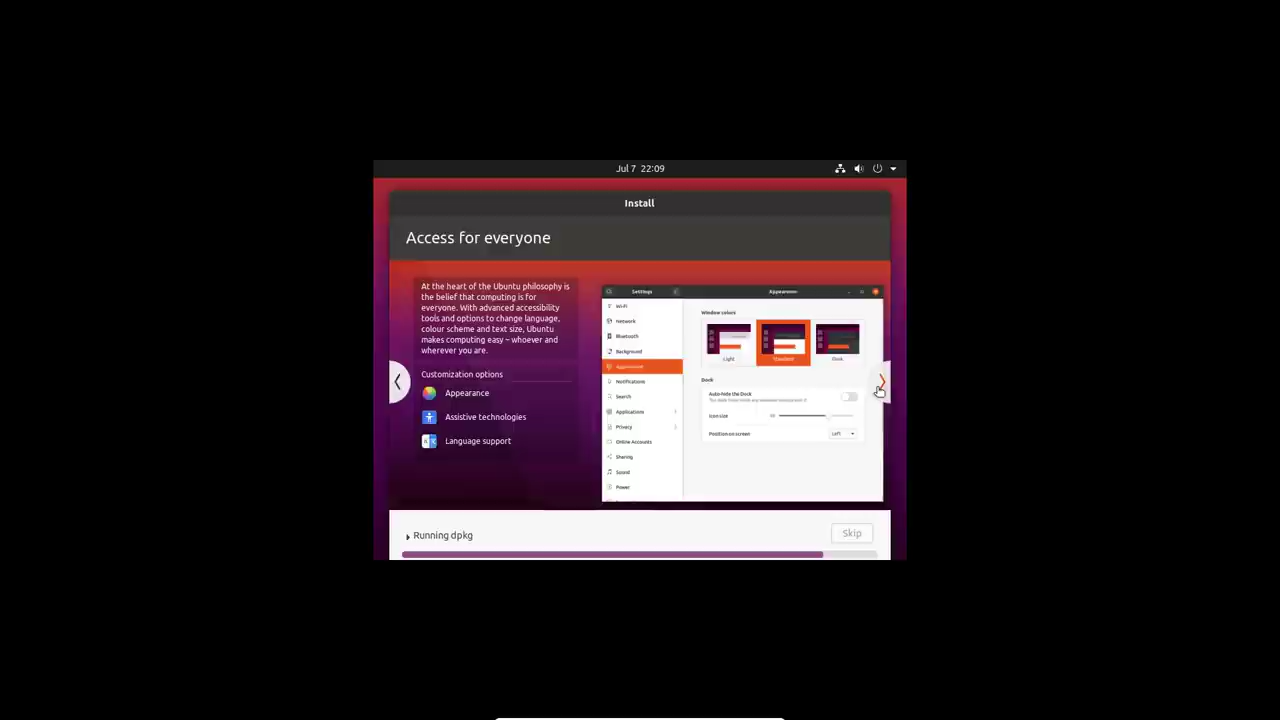 Jul 7 22:09
Install
Access for everyone
At the heart of the Ubuntu philosophy is
the belief that computing is for
everyone. With advanced accessibility
tools and options to change language,
colour scheme and text size, Ubuntu
makes computing easy – whoever and
wherever you are.
Customization options
Appearance
Assistive technologies
Language support
Settings
Appearance
Wi-Fi
Network
Bluetooth
Background
Appearance
Notifications
Search
Applications
Privacy
Online Accounts
Sharing
Sound
Power
Window colors
Light
Standard
Dark
Dock
Auto-hide the Dock
Icon size
Position on screen
Left
Running dpkg
Skip